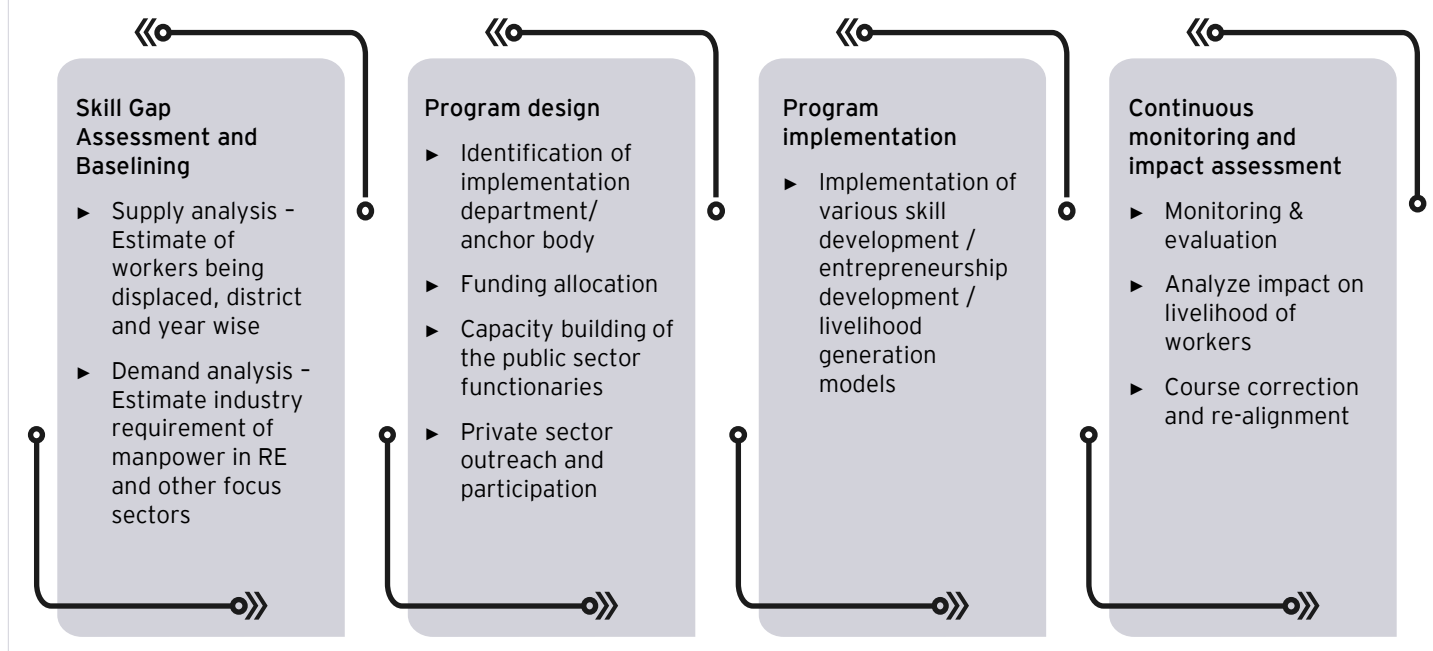 Skill Gap
Assessment and
Baselining
► Supply analysis –
Estimate of
workers being
displaced, district
and year wise
► Demand analysis –
Estimate industry
requirement of
manpower in RE
and other focus
sectors
Program design
► Identification of
implementation
department/
anchor body
► Funding allocation
► Capacity building of
the public sector
functionaries
► Private sector
outreach and
participation
Program
implementation
► Implementation of
various skill
development /
entrepreneurship
development /
livelihood
generation
models
Continuous
monitoring and
impact assessment
► Monitoring &
evaluation
► Analyze impact on
livelihood of
workers
► Course correction
and re-alignment